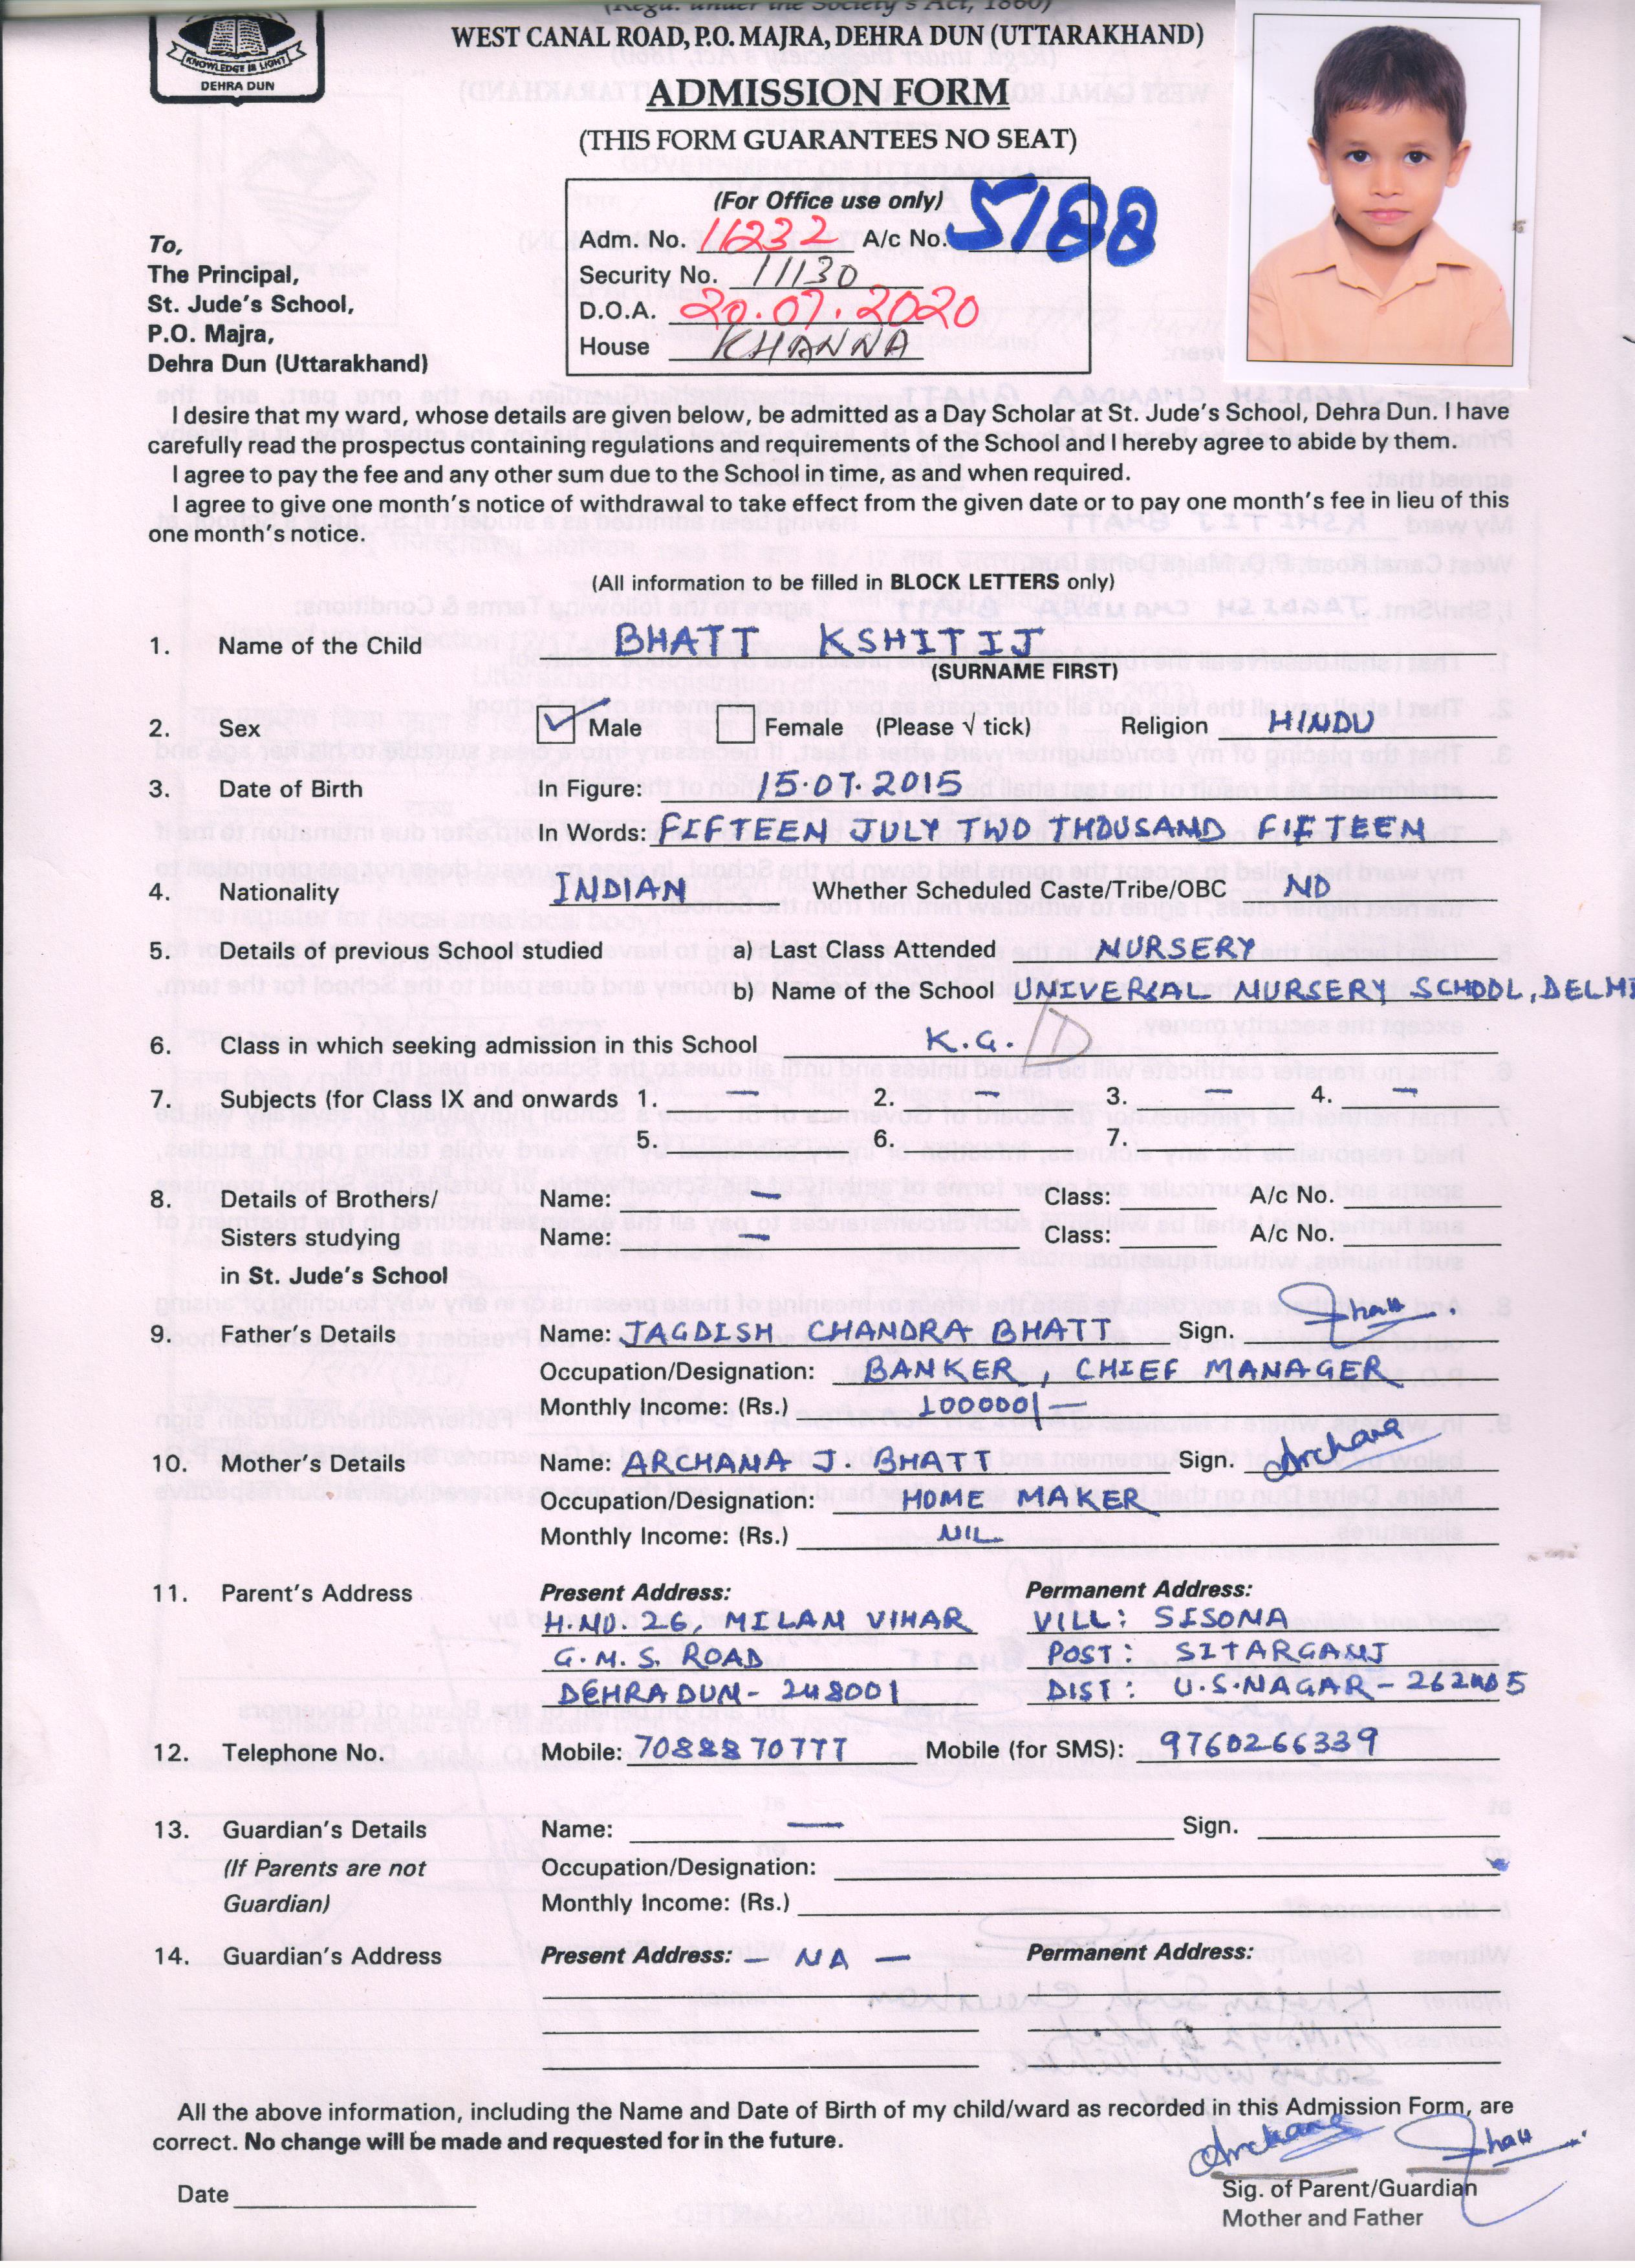 (Regd. under the Society's Act, 1860)
WEST CANAL ROAD, P.O. MAJRA, DEHRA DUN (UTTARAKHAND)
KNOWLEDGE IS LIGHT
DEHRA DUN
ADMISSION FORM
(THIS FORM GUARANTEES NO SEAT)
(For Office use only)
Adm. No. 11232 A/c No. 5188
Security No. 11130
D.O.A. 20.07.2020
House KHANNA
To,
The Principal,
St. Jude's School,
P.O. Majra,
Dehra Dun (Uttarakhand)
I desire that my ward, whose details are given below, be admitted as a Day Scholar at St. Jude's School, Dehra Dun. I have
carefully read the prospectus containing regulations and requirements of the School and I hereby agree to abide by them.
I agree to pay the fee and any other sum due to the School in time, as and when required.
I agree to give one month's notice of withdrawal to take effect from the given date or to pay one month's fee in lieu of this
one month's notice.
(All information to be filled in BLOCK LETTERS only)
1. Name of the Child BHATT KSHITIJ
(SURNAME FIRST)
2. Sex ✓ Male Female (Please √ tick) Religion HINDU
3. Date of Birth In Figure: 15.07.2015
In Words: FIFTEEN JULY TWO THOUSAND FIFTEEN
4. Nationality INDIAN Whether Scheduled Caste/Tribe/OBC NO
5. Details of previous School studied a) Last Class Attended NURSERY
b) Name of the School UNIVERSAL NURSERY SCHOOL, DELHI
6. Class in which seeking admission in this School K.G. D
7. Subjects (for Class IX and onwards 1. — 2. — 3. — 4. —
5. 6. 7.
8. Details of Brothers/ Name: — Class: A/c No.
Sisters studying Name: — Class: A/c No.
in St. Jude's School
9. Father's Details Name: JAGDISH CHANDRA BHATT Sign. Bhatt
Occupation/Designation: BANKER, CHIEF MANAGER
Monthly Income: (Rs.) 100000/—
10. Mother's Details Name: ARCHANA J. BHATT Sign. Archana
Occupation/Designation: HOME MAKER
Monthly Income: (Rs.) NIL
11. Parent's Address Present Address: Permanent Address:
H.NO. 26, MILAN VIHAR VILL: SISONA
G.M.S. ROAD POST: SITARGANJ
DEHRADUN - 248001 DIST: U.S.NAGAR -
12. Telephone No. Mobile: 7088870777 Mobile (for SMS): 9760266339
13. Guardian's Details Name: — Sign.
(If Parents are not Occupation/Designation:
Guardian) Monthly Income: (Rs.)
14. Guardian's Address Present Address: — NA — Permanent Address:
All the above information, including the Name and Date of Birth of my child/ward as recorded in this Admission Form, are
correct. No change will be made and requested for in the future.
Archana Bhatt
Date Sig. of Parent/Guardian
Mother and Father